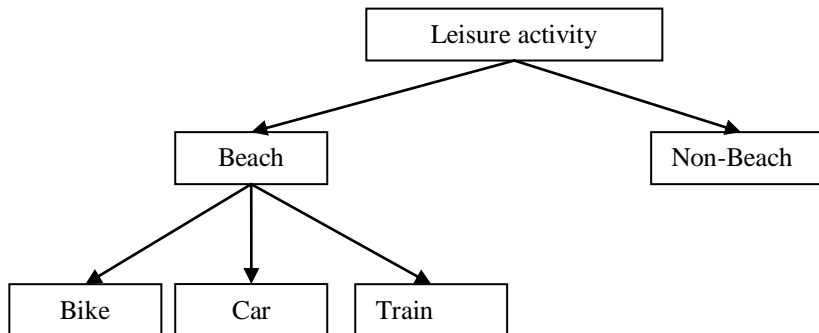 Leisure activity
Beach
Non-Beach
Bike
Car
Train